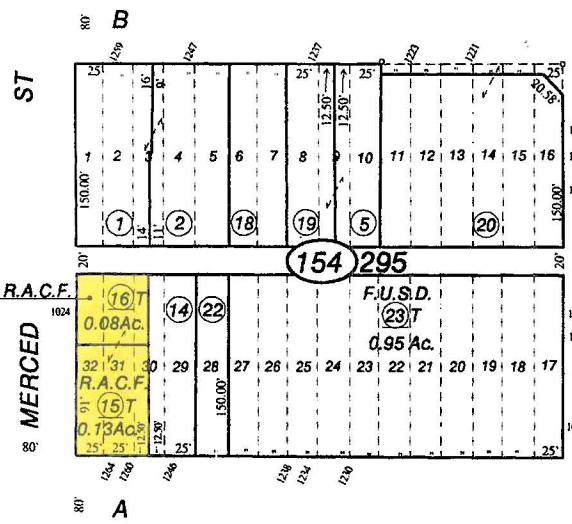 80' B
1259 1247 1237 1223 1221
ST
25' 16' 9' 25' 12.50' 12.50' 25' 20.58'
1 2 3 4 5 6 7 8 9 10 11 12 13 14 15 16
150.00' 150.00'
14' 11'
1 2 18 19 5 20
20' 154 295 20'
R.A.C.F. 16 T 14 22 F.U.S.D.
1024 23 T
0.08Ac. 0.95 Ac.
MERCED
32 31 30 29 28 27 26 25 24 23 22 21 20 19 18 17
R.A.C.F.
91' 15 T 150.00'
0.13Ac.
12.50' 12.50'
80' 25' 25' 25' 25'
1264 1260 1246 1238 1234 1230
80' A